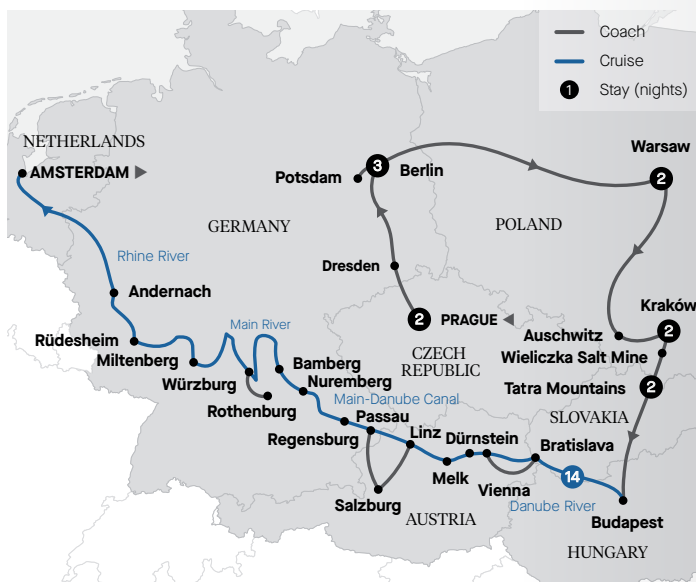 Coach
Cruise
1 Stay (nights)
NETHERLANDS
AMSTERDAM
Warsaw
2
3
Potsdam
Berlin
POLAND
GERMANY
Rhine River
Dresden
Andernach
2
PRAGUE
Kraków
2
Main River
Auschwitz
Rüdesheim
Wieliczka Salt Mine
Miltenberg
CZECH
REPUBLIC
Bamberg
Würzburg
Nuremberg
Tatra Mountains
2
Rothenburg
Main-Danube Canal
SLOVAKIA
Passau
Regensburg
Linz
Dürnstein
Bratislava
Melk
14
Vienna
Salzburg
Danube River
AUSTRIA
Budapest
HUNGARY